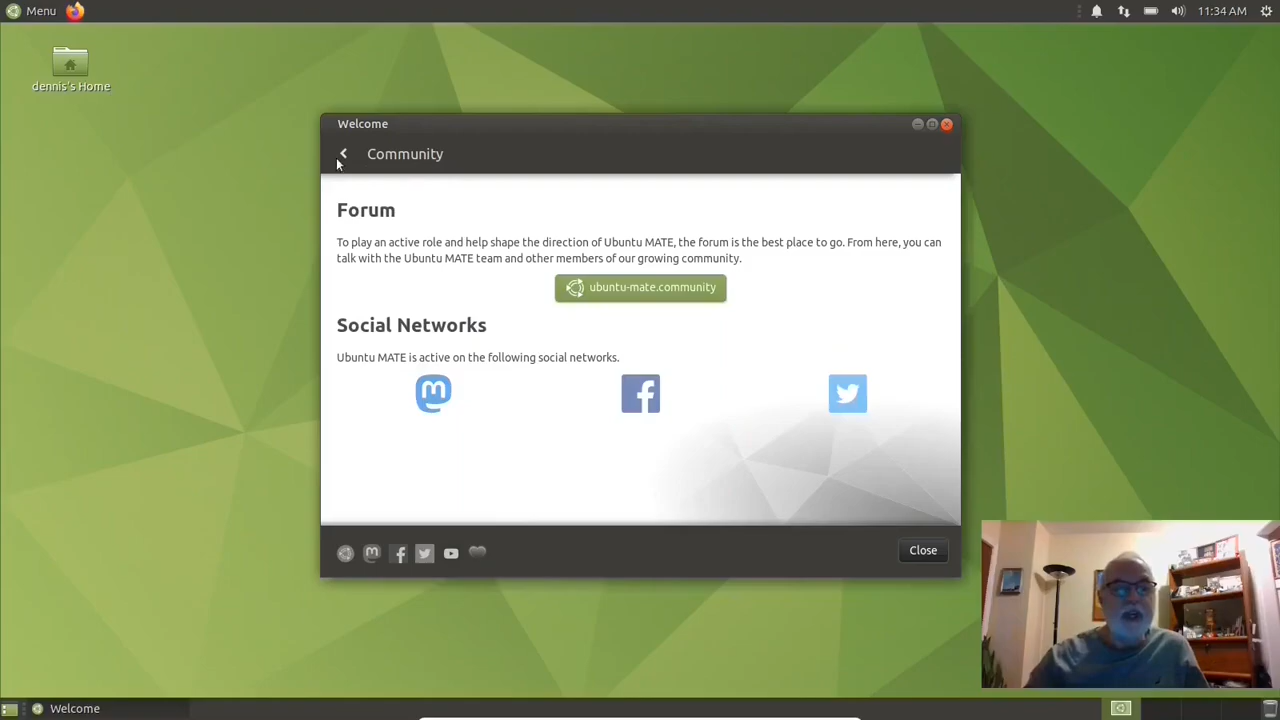 Menu
11:34 AM
dennis's Home
Welcome
Community
Forum
To play an active role and help shape the direction of Ubuntu MATE, the forum is the best place to go. From here, you can
talk with the Ubuntu MATE team and other members of our growing community.
ubuntu-mate.community
Social Networks
Ubuntu MATE is active on the following social networks.
Close
Welcome